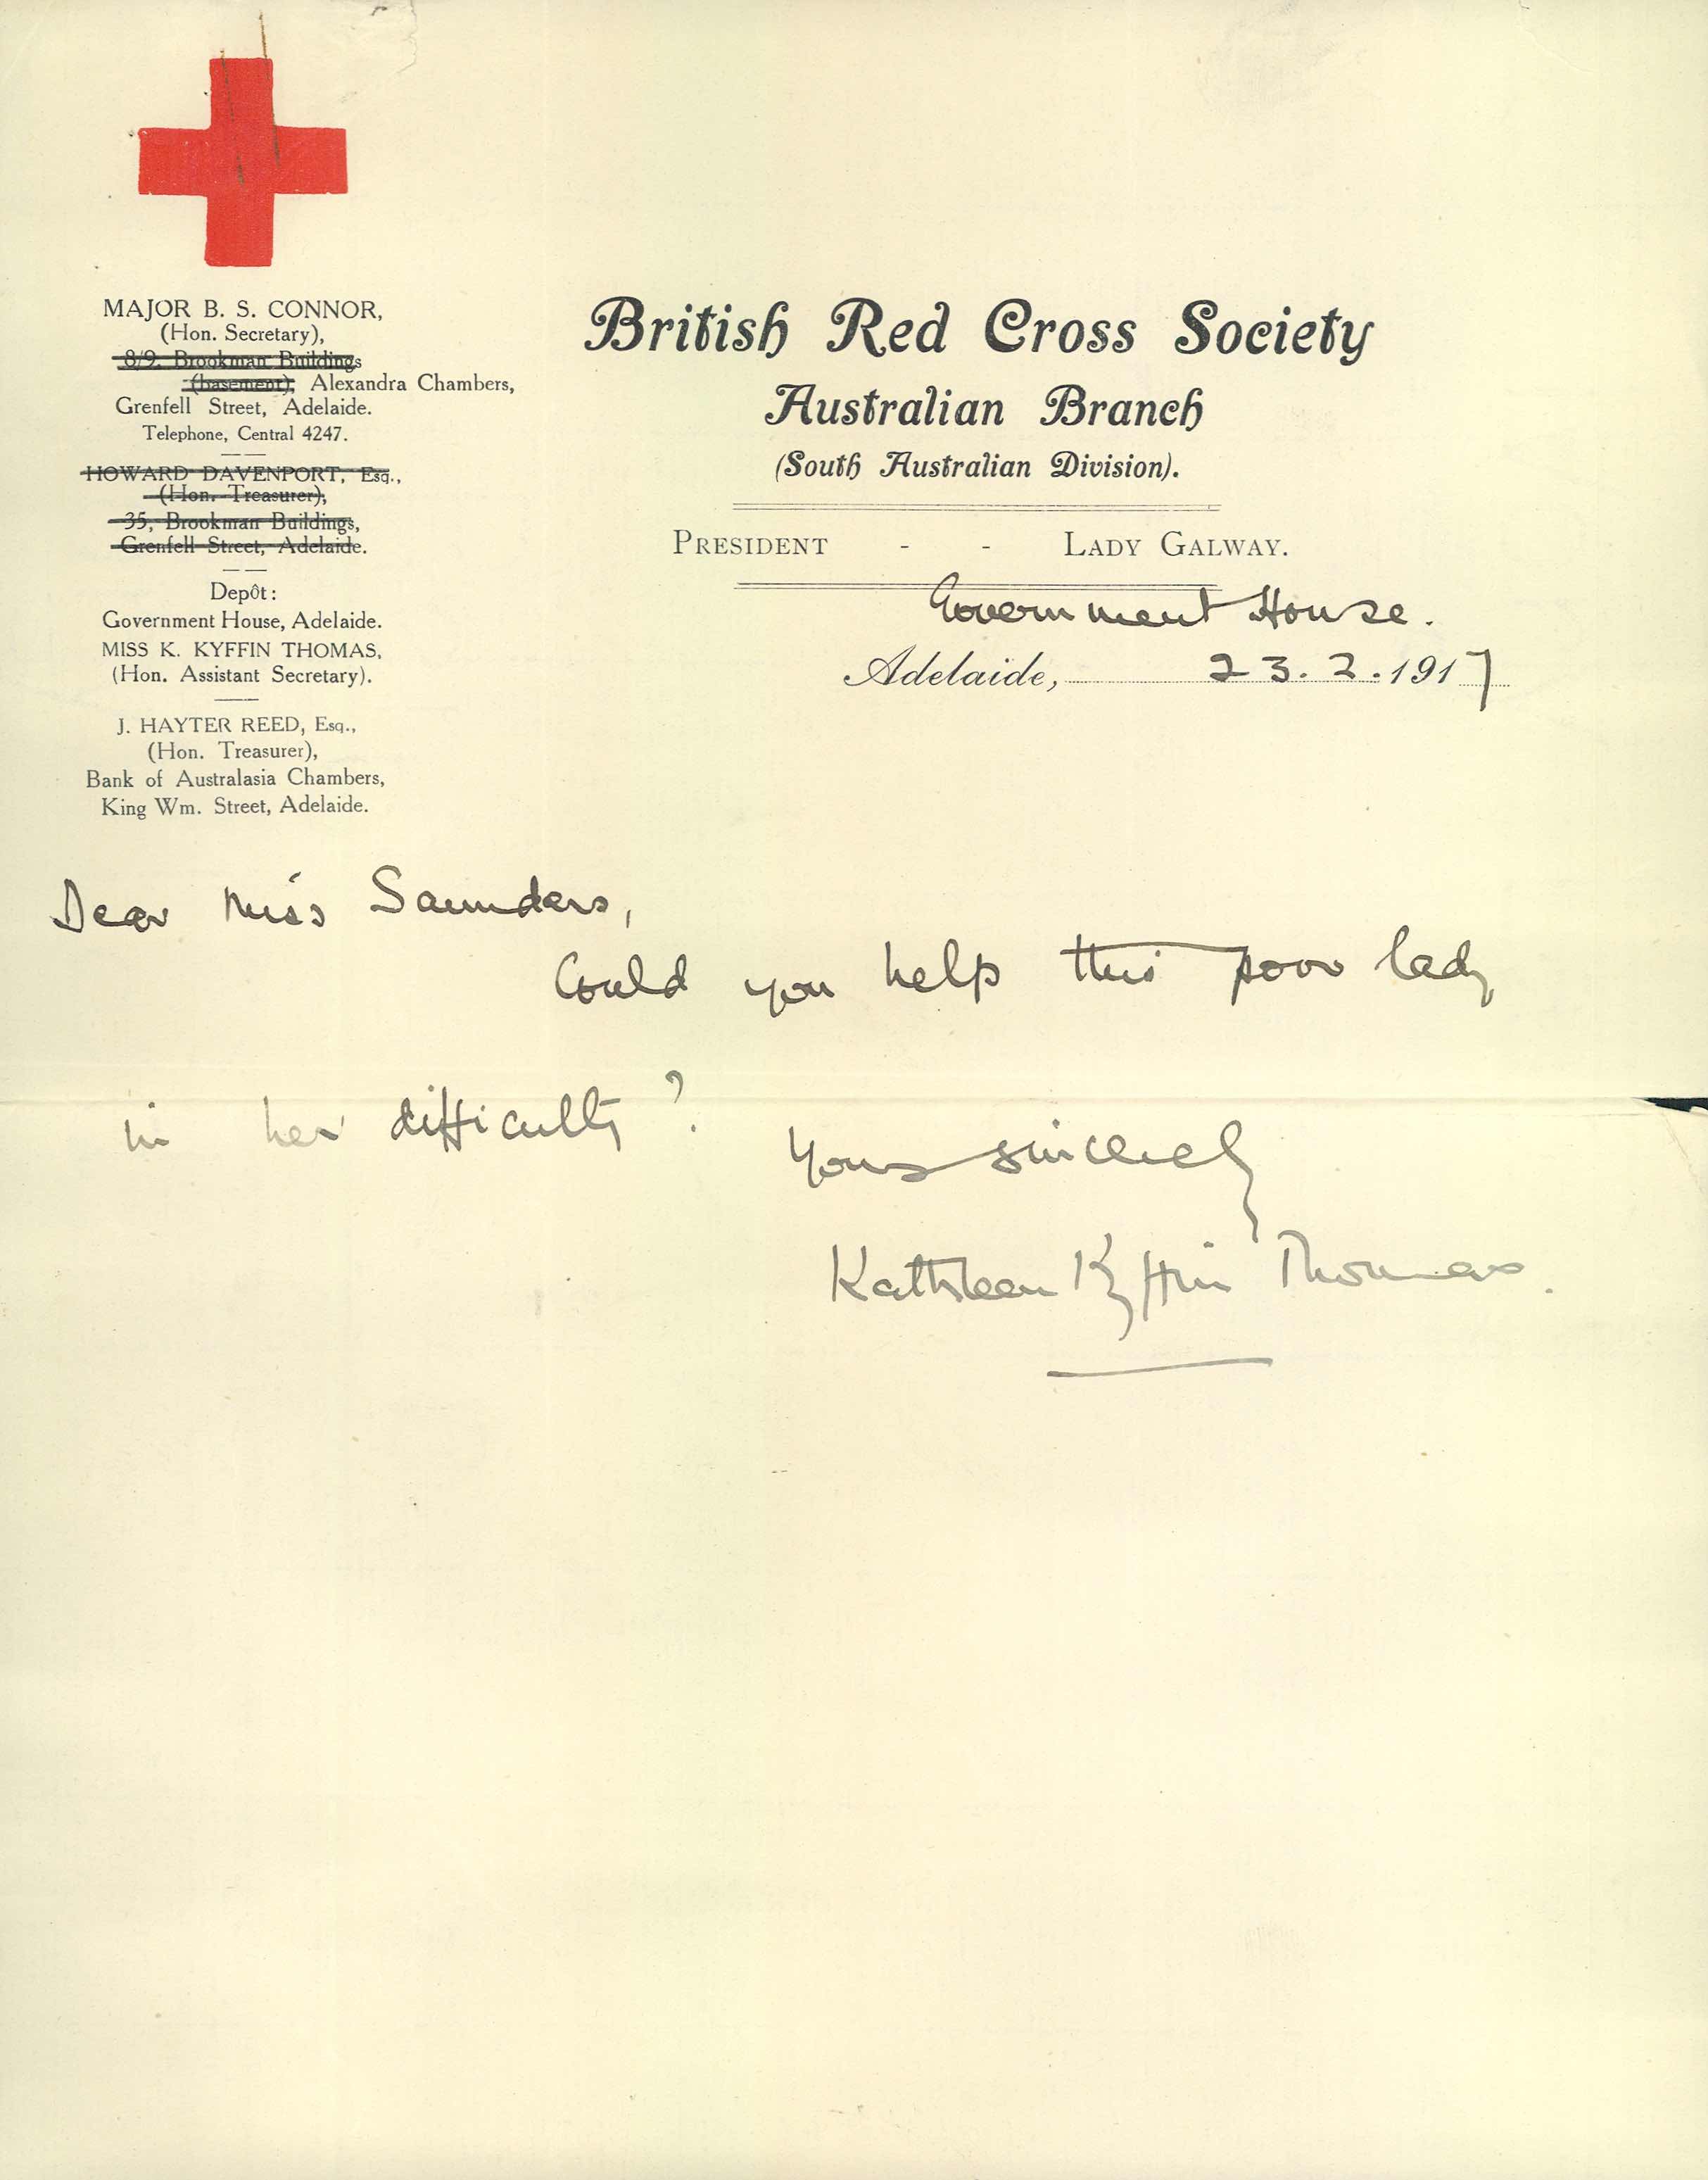 MAJOR B. S. CONNOR,
(Hon. Secretary),
8/9, Brookman Buildings
(basement), Alexandra Chambers,
Grenfell Street, Adelaide.
Telephone, Central 4247.
HOWARD DAVENPORT, Esq.,
(Hon. Treasurer),
35, Brookman Buildings,
Grenfell Street, Adelaide.
Depôt:
Government House, Adelaide.
MISS K. KYFFIN THOMAS,
(Hon. Assistant Secretary).
J. HAYTER REED, Esq.,
(Hon. Treasurer),
Bank of Australasia Chambers,
King Wm. Street, Adelaide.
British Red Cross Society
Australian Branch
(South Australian Division).
PRESIDENT - - LADY GALWAY.
Government House.
Adelaide, 23.2.1917
Dear Miss Saunders,
Could you help this poor lady
in her difficulty?
Yours sincerely
Kathleen Kyffin Thomas.